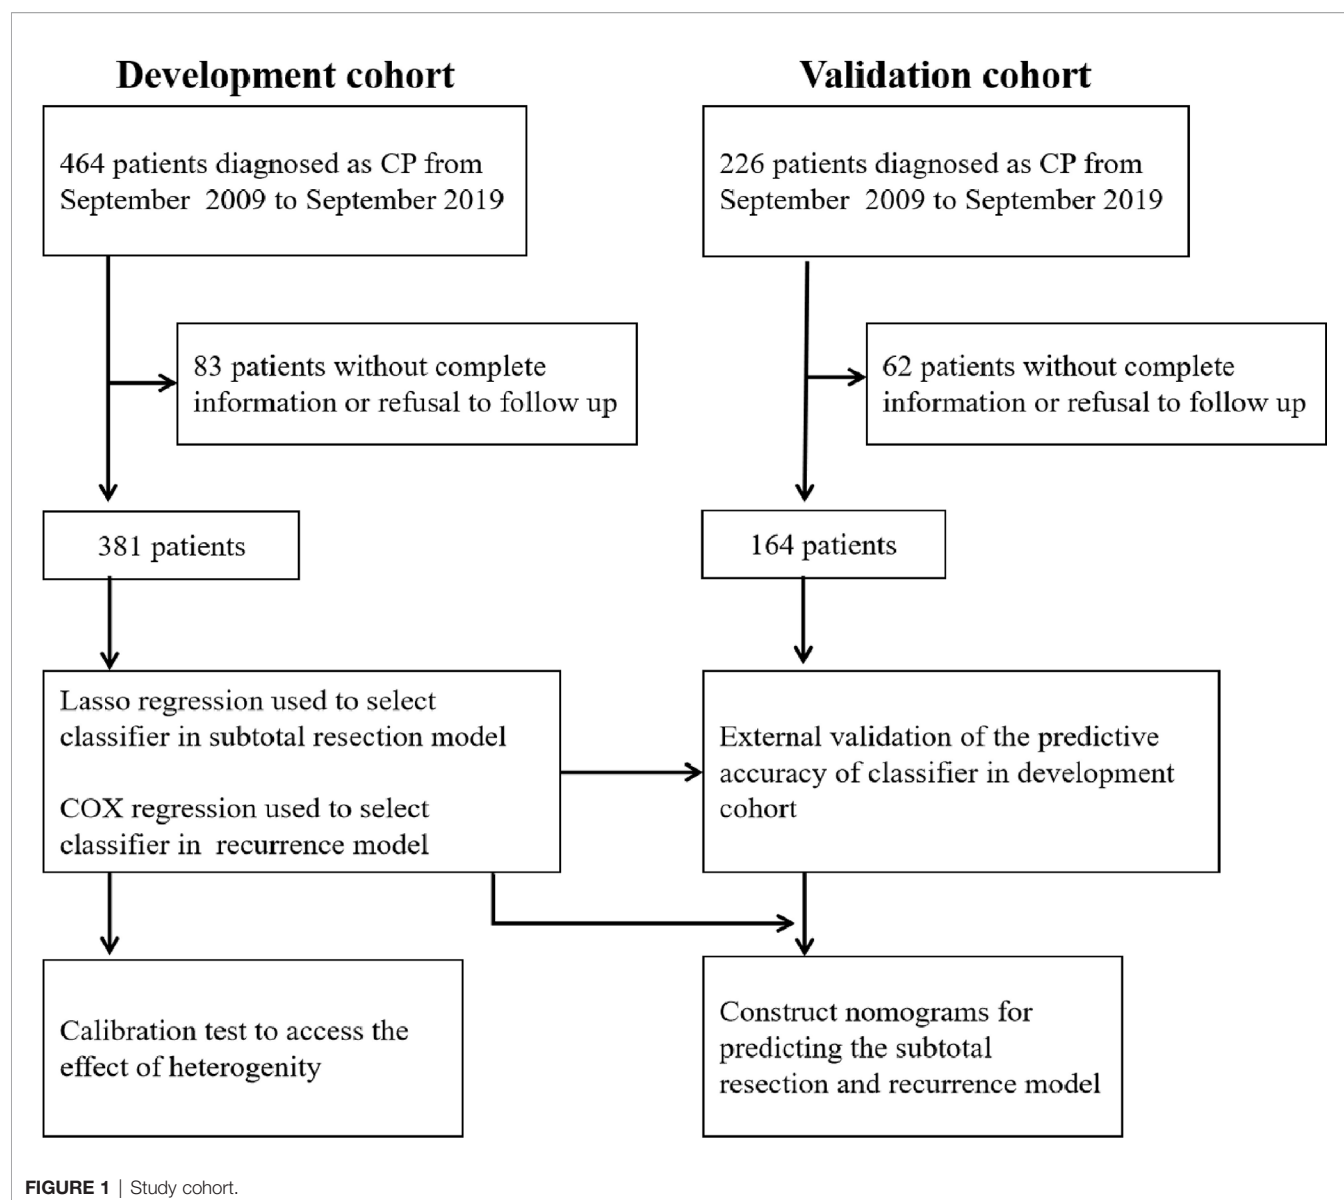 Development cohort
464 patients diagnosed as CP from
September 2009 to September 2019
83 patients without complete
information or refusal to follow up
381 patients
Lasso regression used to select
classifier in subtotal resection model
COX regression used to select
classifier in recurrence model
Calibration test to access the
effect of heterogenity
Validation cohort
226 patients diagnosed as CP from
September 2009 to September 2019
62 patients without complete
information or refusal to follow up
164 patients
External validation of the predictive
accuracy of classifier in development
cohort
Construct nomograms for
predicting the subtotal
resection and recurrence model
FIGURE 1 | Study cohort.